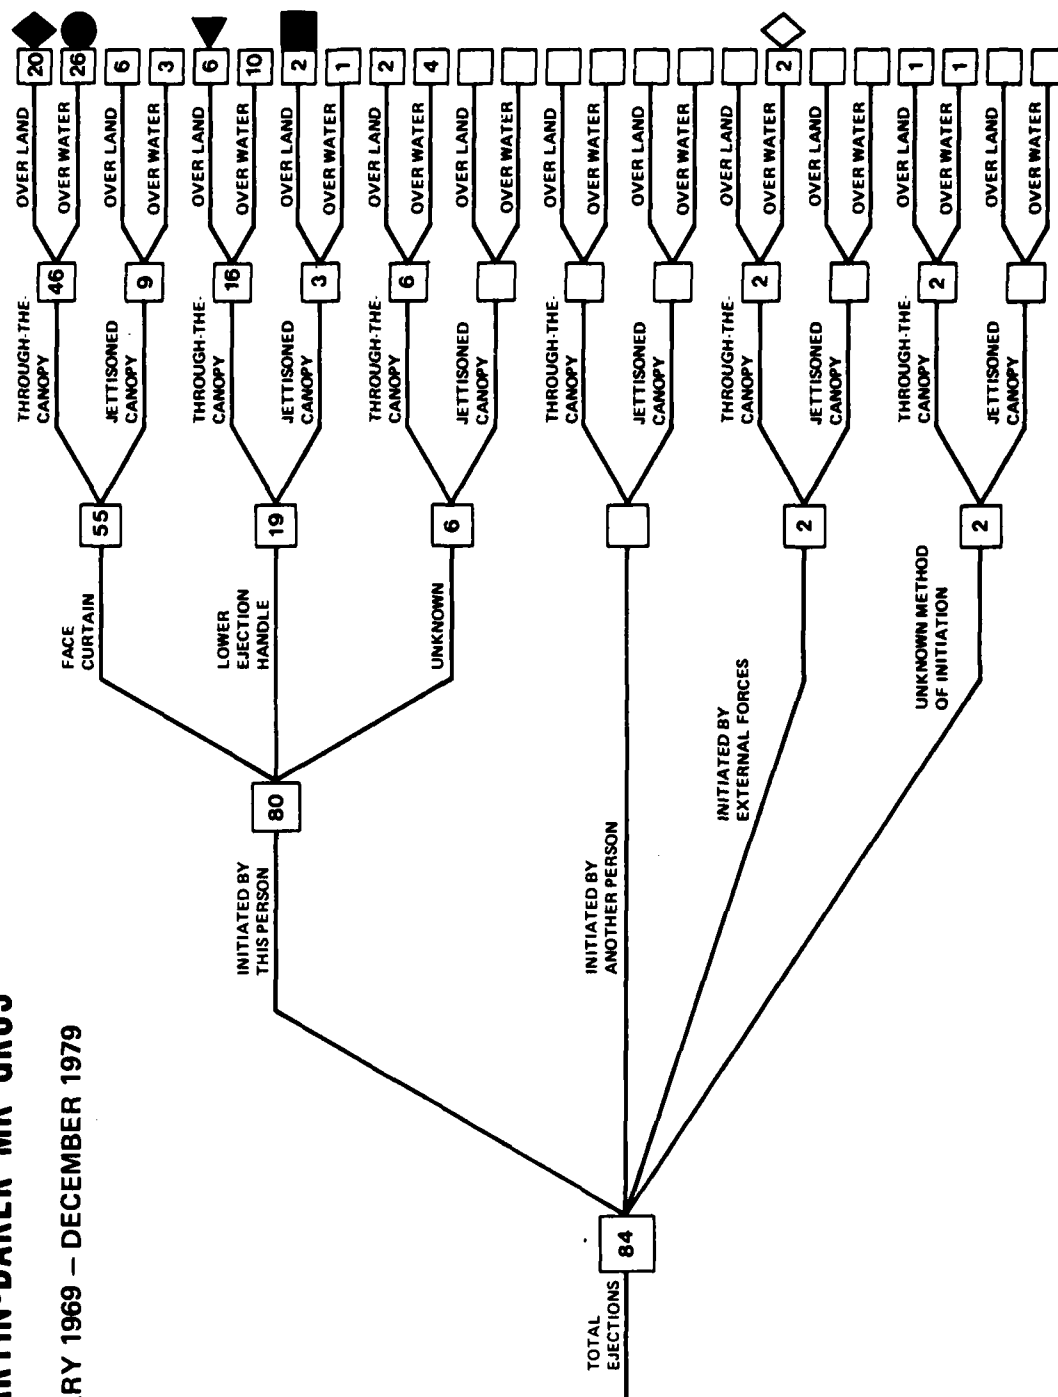 1969 – DECEMBER 1979
TOTAL
EJECTIONS
84
INITIATED BY
THIS PERSON
80
INITIATED BY
ANOTHER PERSON
INITIATED BY
EXTERNAL FORCES
UNKNOWN METHOD
OF INITIATION
FACE
CURTAIN
55
LOWER
EJECTION
HANDLE
19
UNKNOWN
6
2
2
THROUGH-THE-
CANOPY
46
JETTISONED
CANOPY
9
THROUGH-THE-
CANOPY
16
JETTISONED
CANOPY
3
THROUGH-THE-
CANOPY
6
JETTISONED
CANOPY
THROUGH-THE-
CANOPY
JETTISONED
CANOPY
THROUGH-THE-
CANOPY
2
JETTISONED
CANOPY
THROUGH-THE-
CANOPY
2
JETTISONED
CANOPY
OVER LAND
20
OVER WATER
26
OVER LAND
6
OVER WATER
3
OVER LAND
6
OVER WATER
10
OVER LAND
2
OVER WATER
1
OVER LAND
2
OVER WATER
4
OVER LAND
OVER WATER
OVER LAND
OVER WATER
OVER LAND
OVER WATER
OVER LAND
OVER WATER
2
OVER LAND
OVER WATER
OVER LAND
1
OVER WATER
1
OVER LAND
OVER WATER